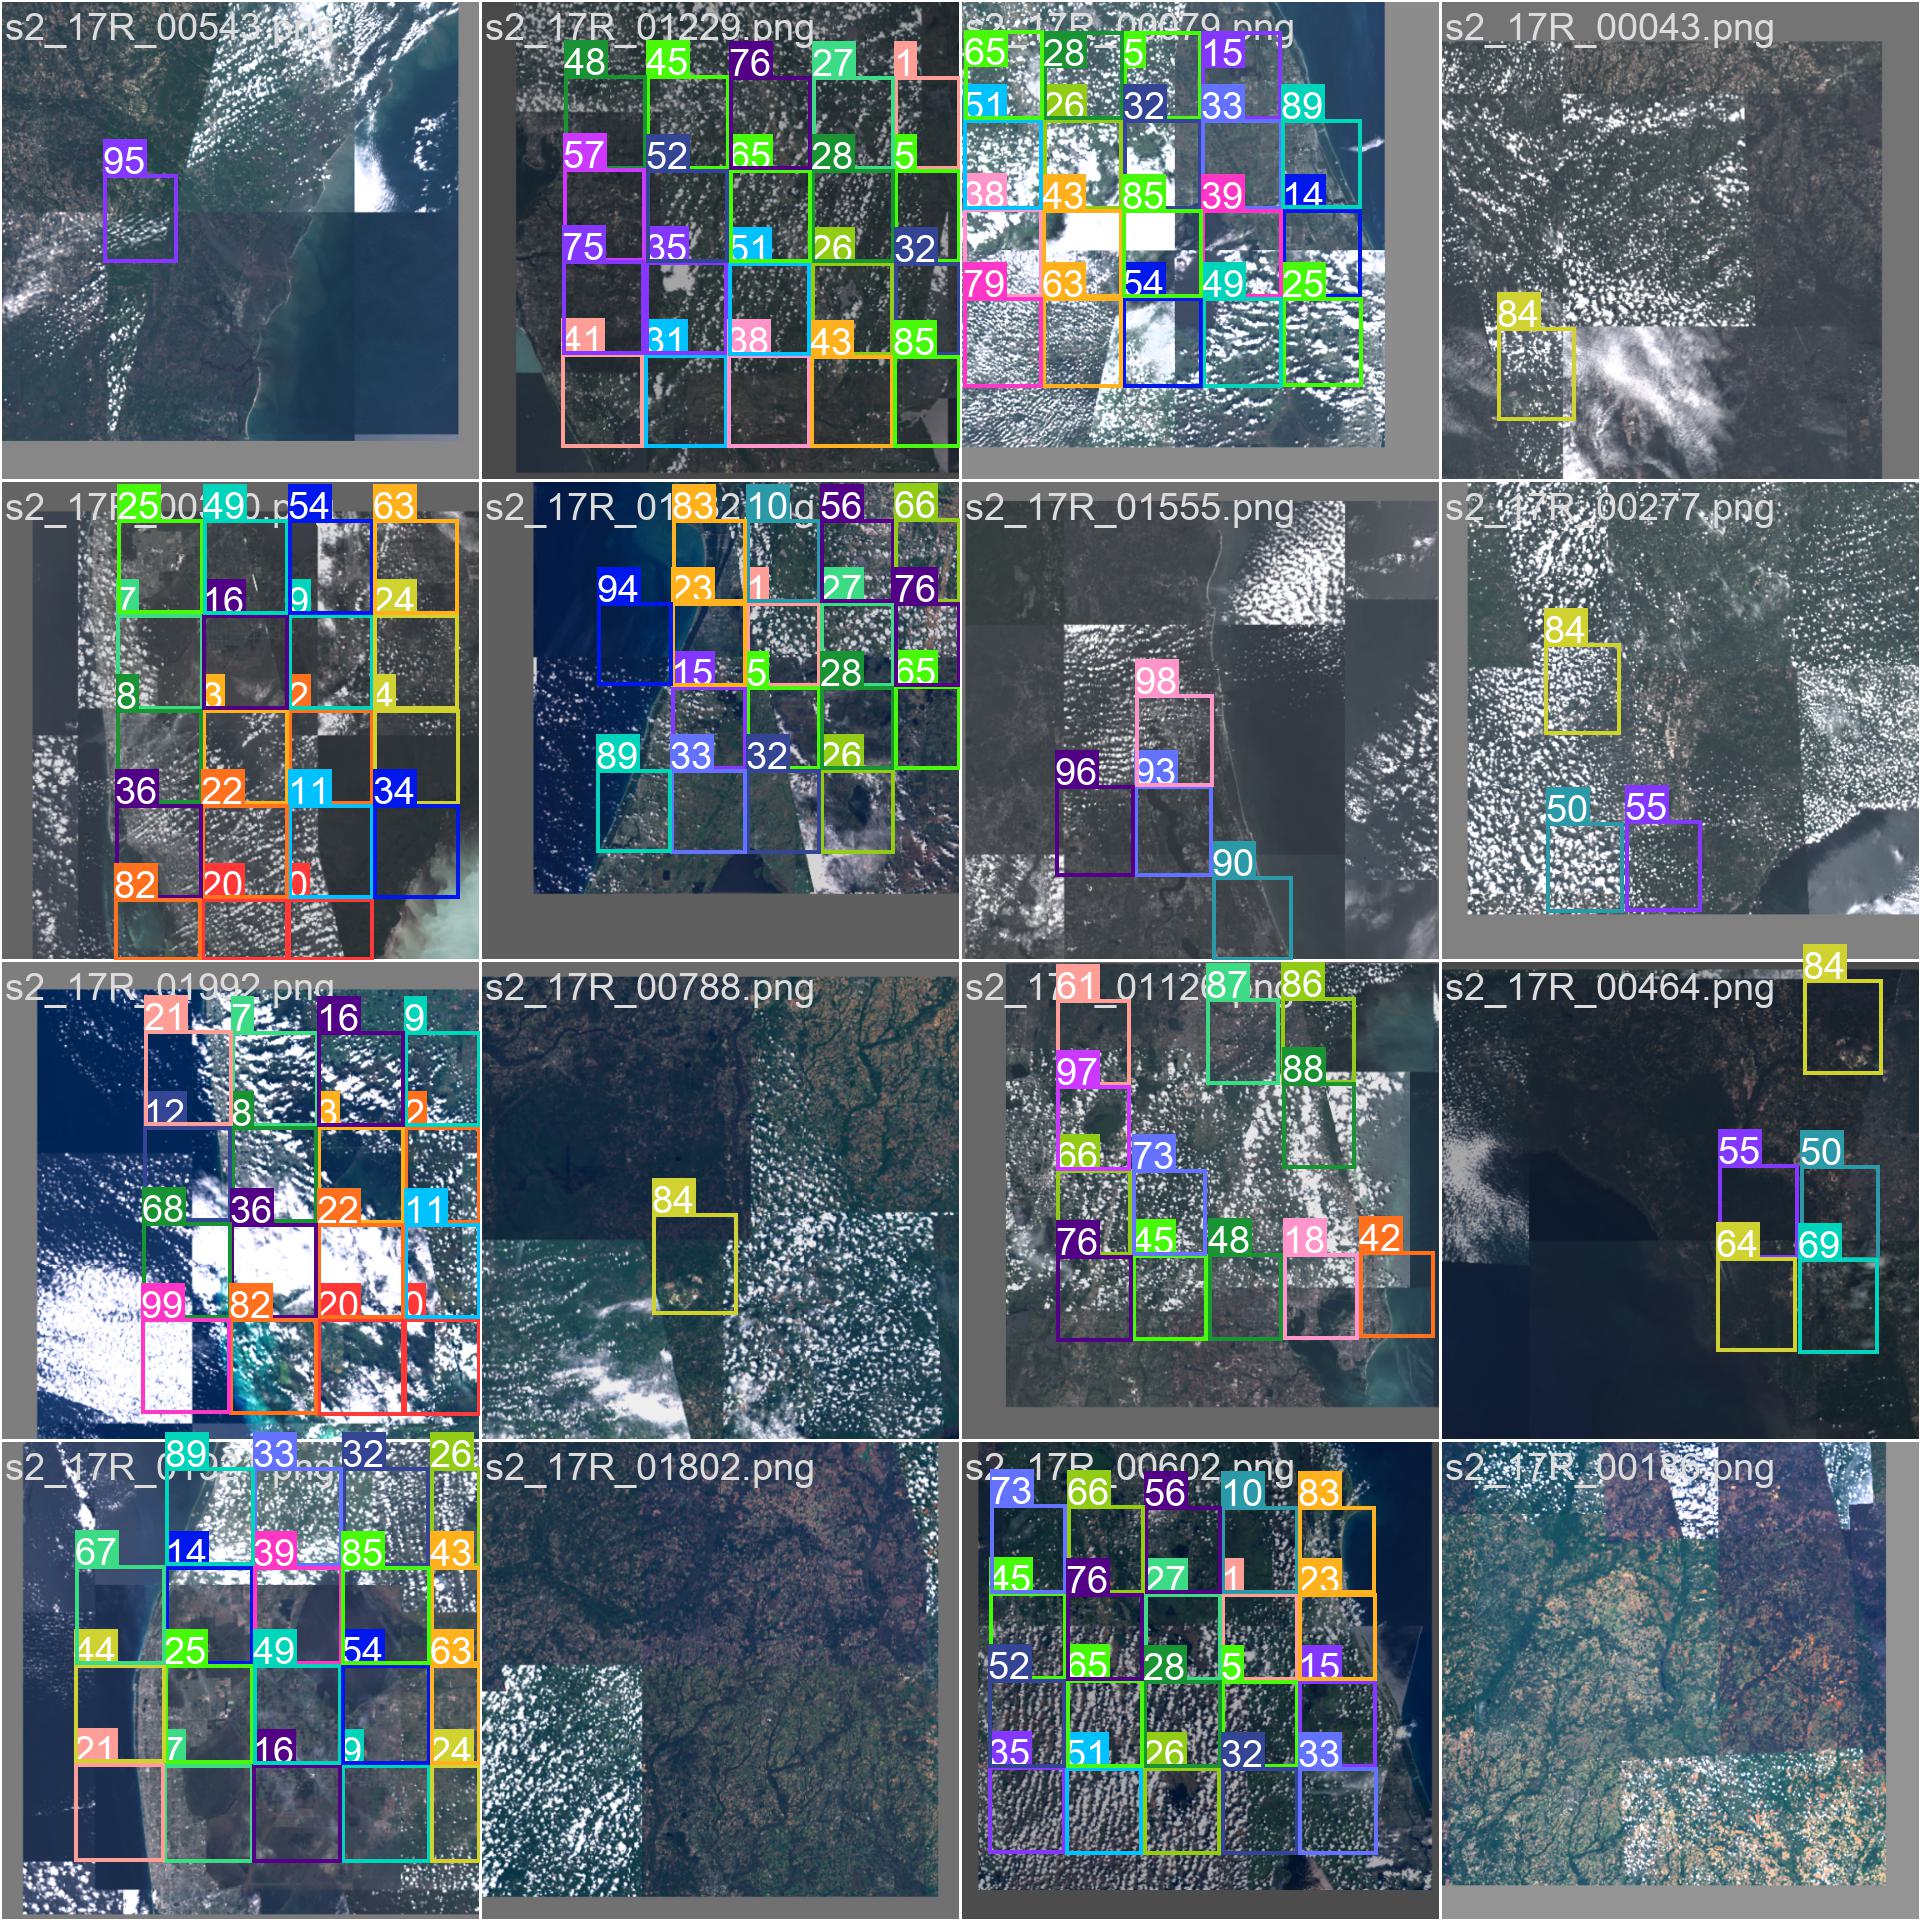 s2_17R_00543.png
95
s2_17R_01229.png
48 45 76 27 1
57 52 65 28 5
75 35 51 26 32
41 31 38 43 85
s2_17R_00079.png
65 28 5 15
51 26 32 33 89
38 43 85 39 14
79 63 54 49 25
s2_17R_00043.png
84
25 49 54 63
7 16 9 24
8 3 2 4
36 22 11 34
82 20 0
83 10 56 66
94 23 1 27 76
15 5 28 65
89 33 32 26
s2_17R_01555.png
98
96 93
90
s2_17R_00277.png
84
50 55
s2_17R_01992.png
21 7 16 9
12 8 3 2
68 36 22 11
99 82 20 0
s2_17R_00788.png
84
61 87 86
97 88
66 73
76 45 48 18 42
s2_17R_00464.png
84
55 50
64 69
89 33 32 26
67 14 39 85 43
44 25 49 54 63
21 7 16 9 24
s2_17R_01802.png
s2_17R_00602.png
73 66 56 10 83
45 76 27 1 23
52 65 28 5 15
35 51 26 32 33